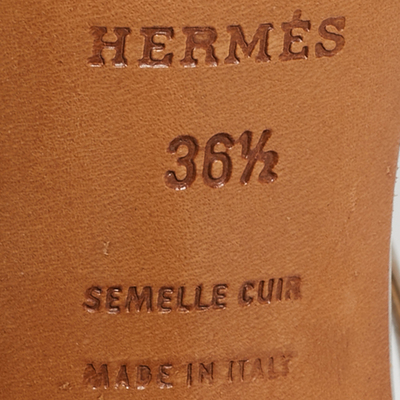 HERMÈS
36½
SEMELLE CUIR
MADE IN ITALY